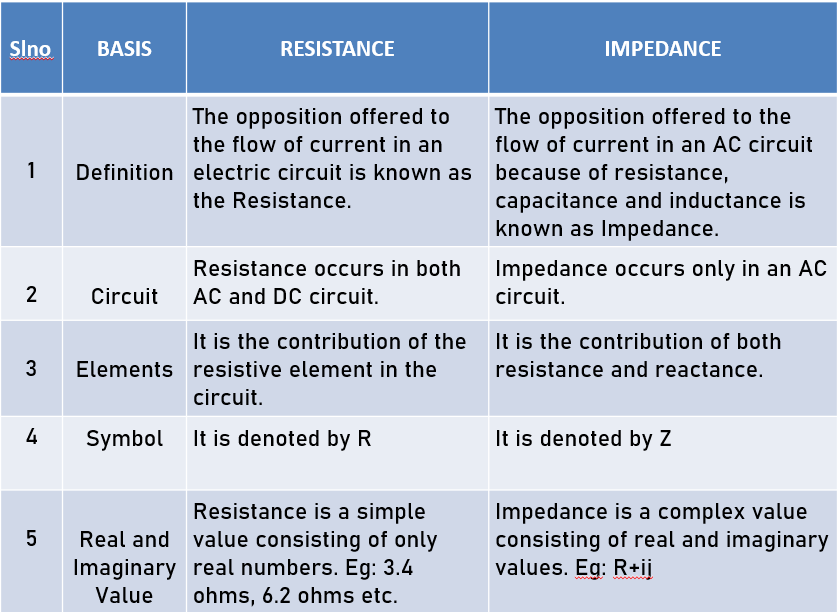 Slno BASIS RESISTANCE IMPEDANCE
1
Definition
The opposition offered to
the flow of current in an
electric circuit is known as
the Resistance.
The opposition offered to the
flow of current in an AC circuit
because of resistance,
capacitance and inductance is
known as Impedance.
2
Circuit
Resistance occurs in both
AC and DC circuit.
Impedance occurs only in an AC
circuit.
3
Elements
It is the contribution of the
resistive element in the
circuit.
It is the contribution of both
resistance and reactance.
4
Symbol
It is denoted by R
It is denoted by Z
5
Real and
Imaginary
Value
Resistance is a simple
value consisting of only
real numbers. Eg: 3.4
ohms, 6.2 ohms etc.
Impedance is a complex value
consisting of real and imaginary
values. Eg: R+ij